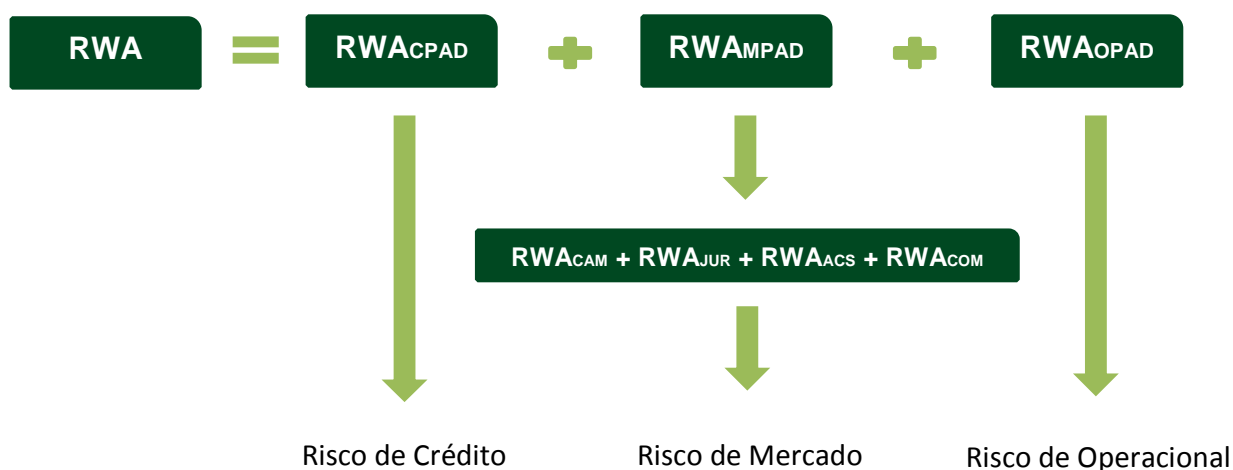 RWA = RWACPAD + RWAMPAD + RWAOPAD
RWACAM + RWAJUR + RWAACS + RWACOM
Risco de Crédito Risco de Mercado Risco de Operacional